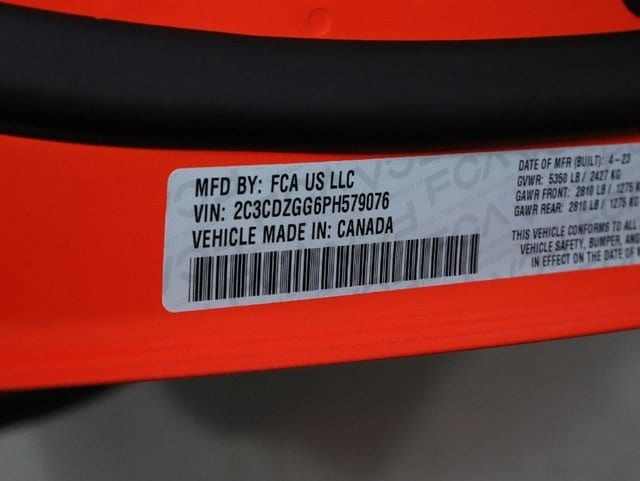 MFD BY: FCA US LLC
VIN: 2C3CDZGG6PH579076
VEHICLE MADE IN: CANADA
DATE OF MFR (BUILT): 4-23
GVWR: 5350 LB / 2427 KG
GAWR FRONT: 2810 LB / 1275 KG
GAWR REAR: 2810 LB / 1275 KG
THIS VEHICLE CONFORMS TO ALL
VEHICLE SAFETY, BUMPER, AND
IN EFFECT ON THE DATE OF